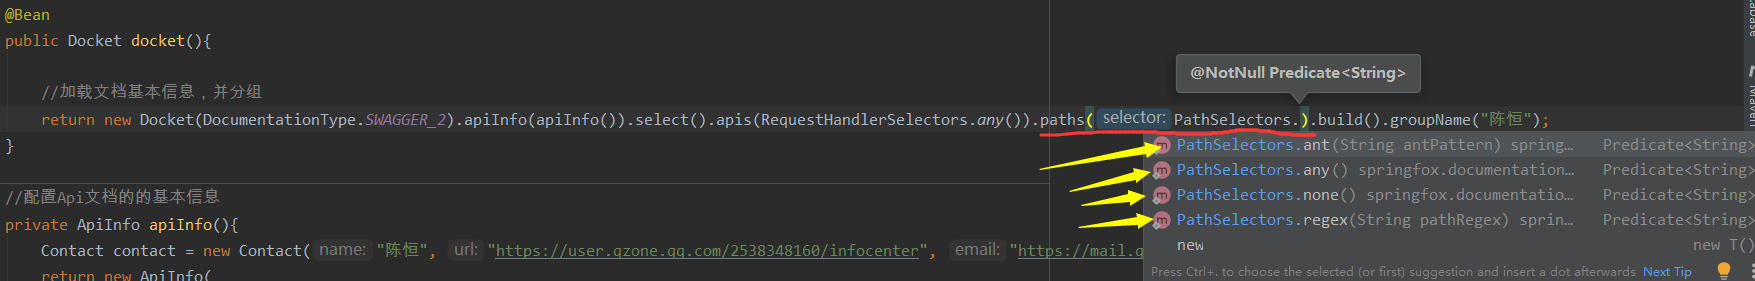 @Bean
public Docket docket(){
@NotNull Predicate<String>
//加载文档基本信息，并分组
return new Docket(DocumentationType.SWAGGER_2).apiInfo(apiInfo()).select().apis(RequestHandlerSelectors.any()).paths( selector: PathSelectors.).build().groupName("陈恒");
}
PathSelectors.ant(String antPattern) spring… Predicate<String>
PathSelectors.any() springfox.documentation… Predicate<String>
//配置Api文档的的基本信息
PathSelectors.none() springfox.documentatio… Predicate<String>
private ApiInfo apiInfo(){
PathSelectors.regex(String pathRegex) sprin… Predicate<String>
Contact contact = new Contact( name: "陈恒", url: "https://user.qzone.qq.com/2538348160/infocenter", email: "https://mail.q
new new T()
return new ApiInfo(
Press Ctrl+. to choose the selected (or first) suggestion and insert a dot afterwards Next Tip